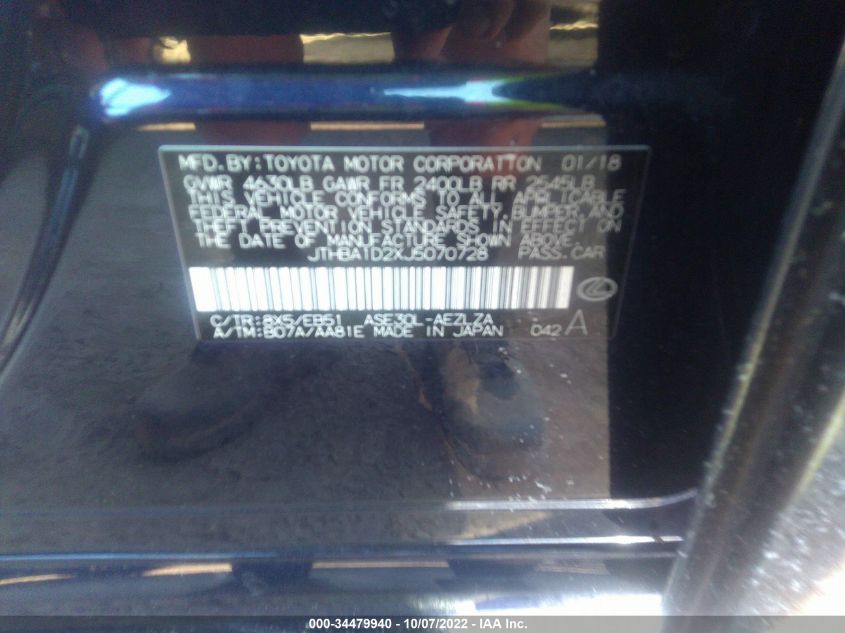 MFD.BY:TOYOTA MOTOR CORPORATION 01/18
GVWR 4630LB GAWR FR 2400LB RR 2545LB
THIS VEHICLE CONFORMS TO ALL APPLICABLE
FEDERAL MOTOR VEHICLE SAFETY, BUMPER, AND
THEFT PREVENTION STANDARDS IN EFFECT ON
THE DATE OF MANUFACTURE SHOWN ABOVE.
JTHBA1D2XJ5070728 PASS.CAR
C/TR:8X5/EB51 ASE30L-AEZLZA
A/TM:B07A/AA81E MADE IN JAPAN 042 A
000-34479940 - 10/07/2022 - IAA Inc.